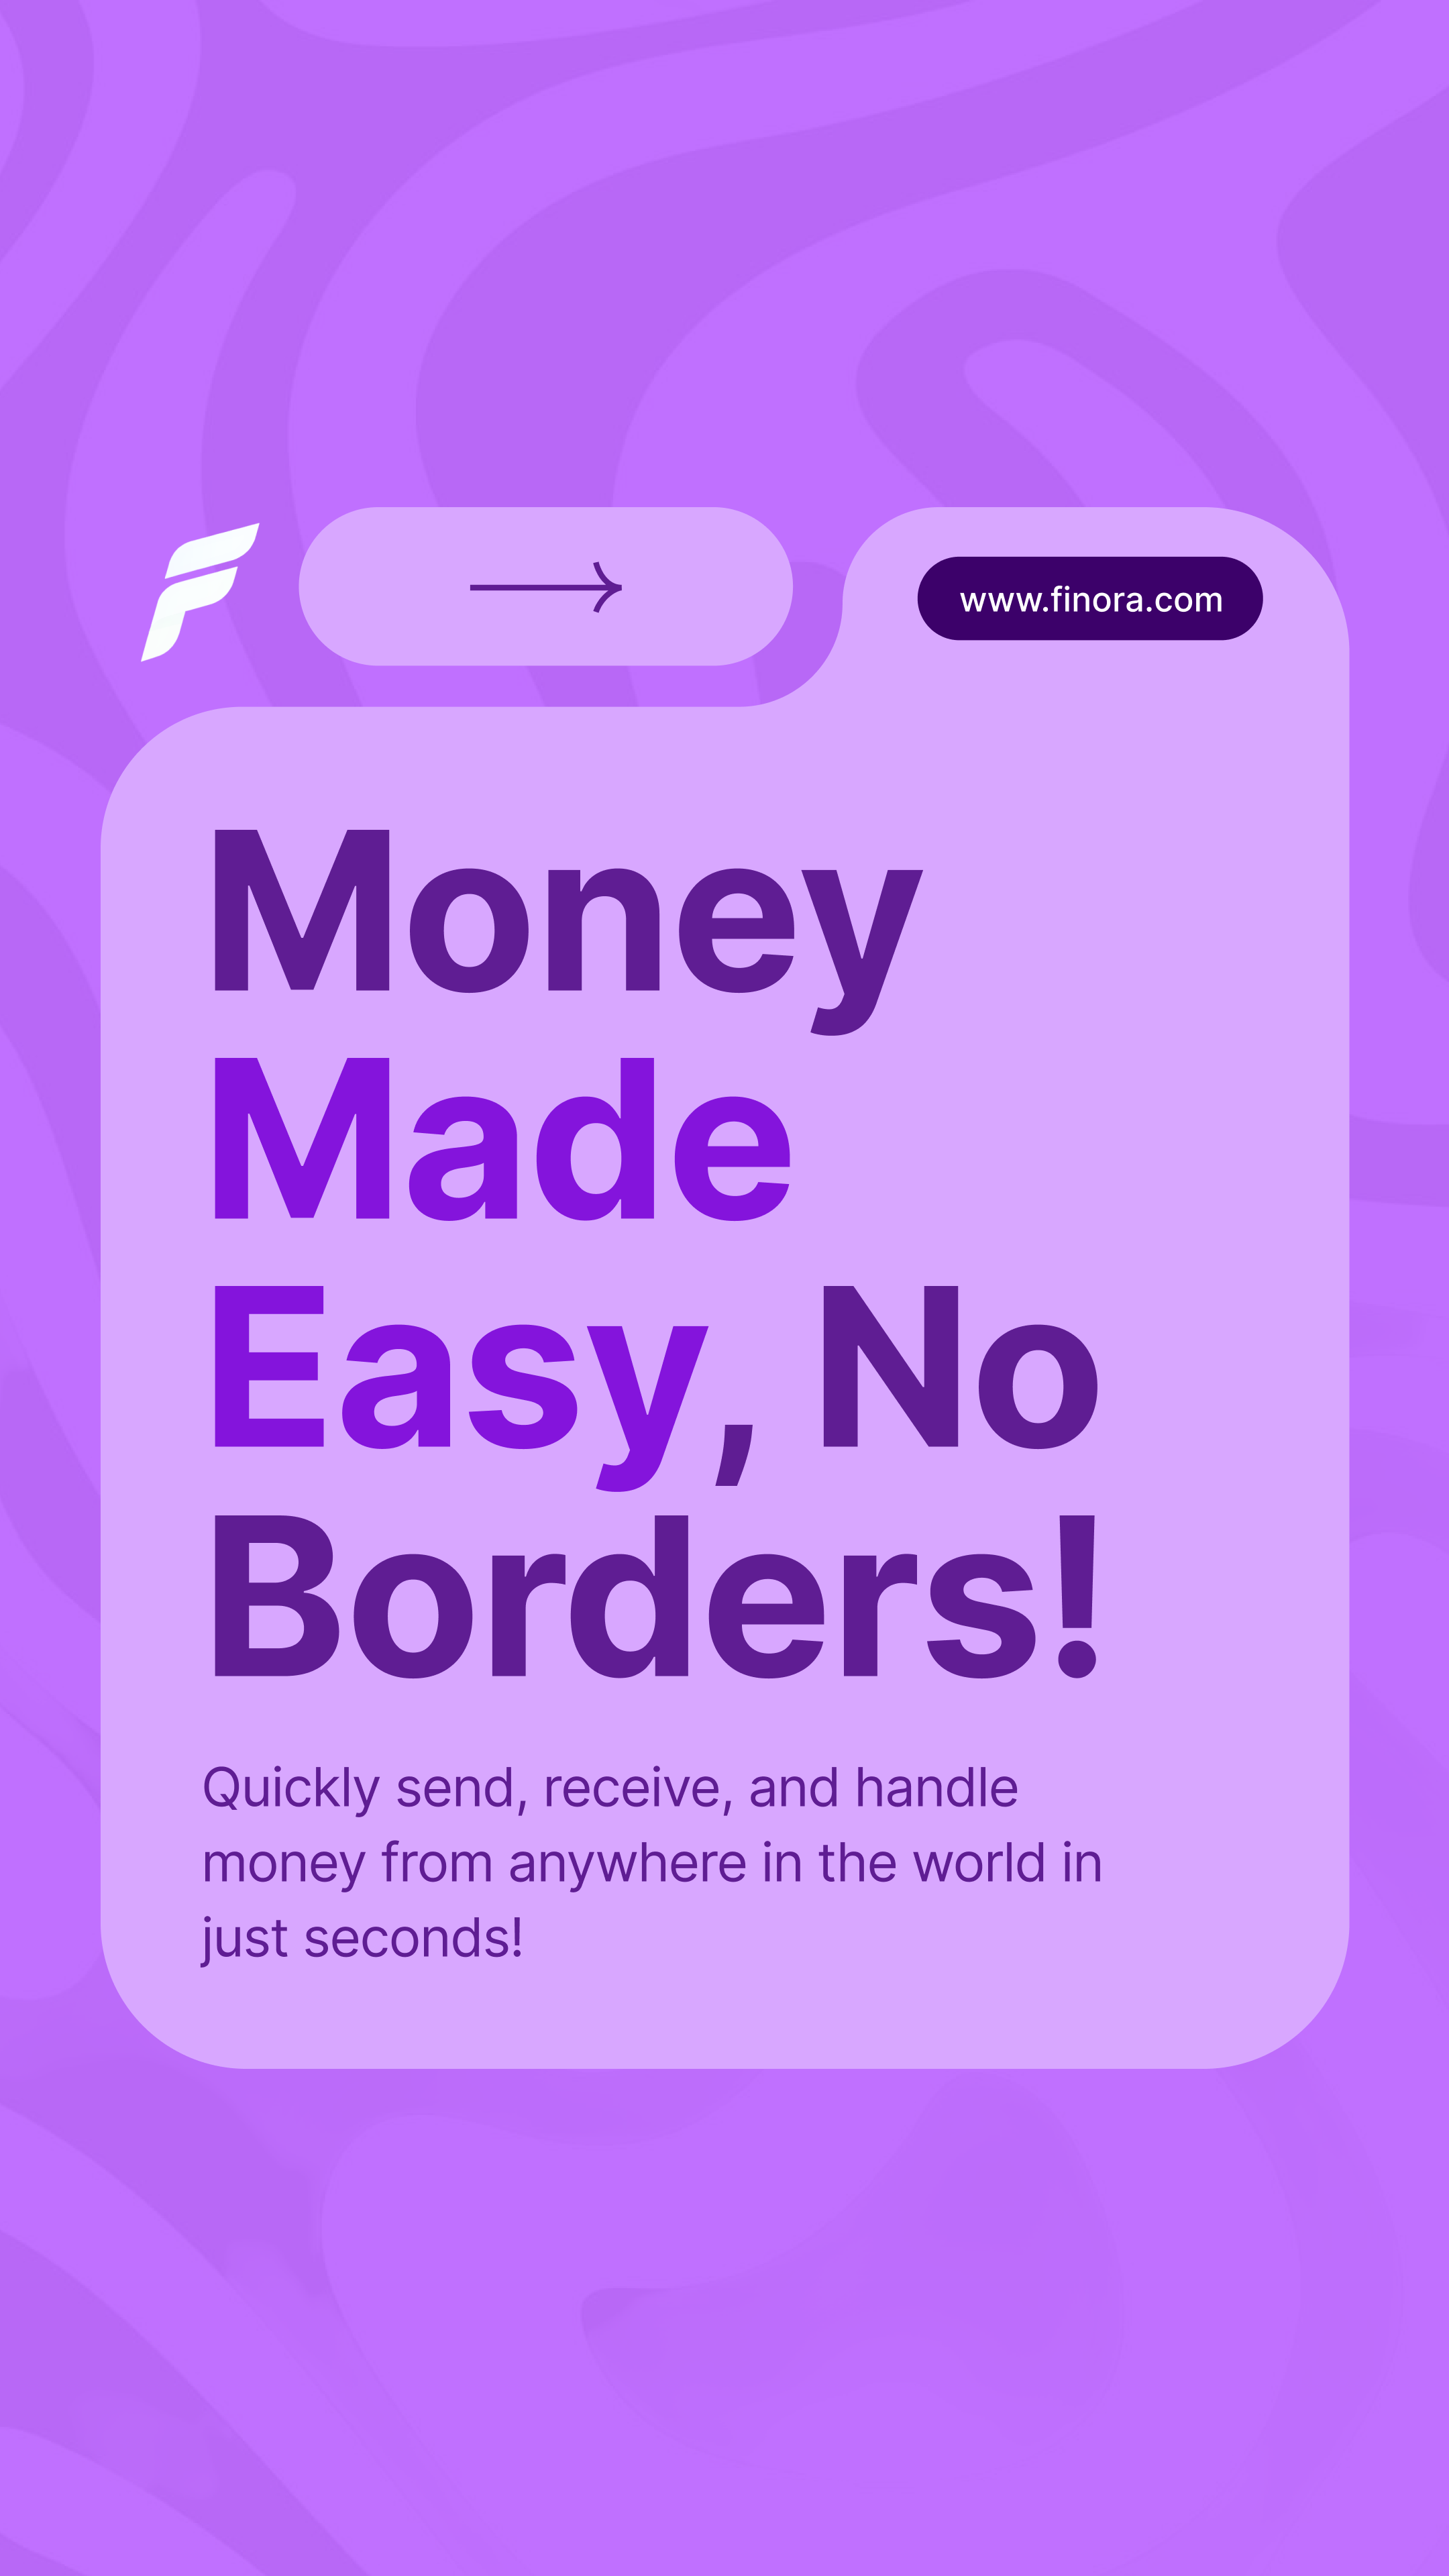 www.finora.com
Money
Made
Easy, No
Borders!
Quickly send, receive, and handle
money from anywhere in the world in
just seconds!